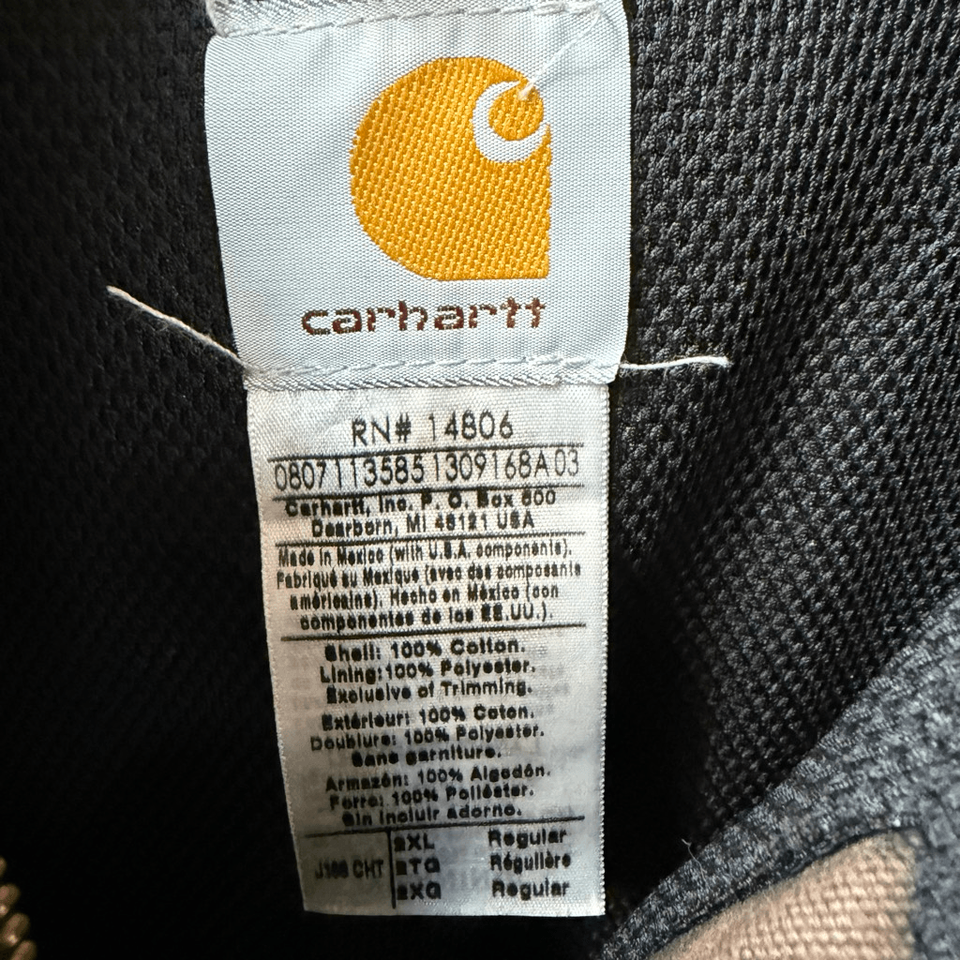 carhartt
RN# 14806
0807113585 1309168A03
Carhartt, Inc. P. O. Box 600
Dearborn, MI 48121 USA
Made in Mexico (with U.S.A. components).
Fabriqué au Mexique (avec des composants
américains). Hecho en México (con
componentes de los EE.UU.).
Shell: 100% Cotton.
Lining: 100% Polyester.
Exclusive of Trimming.
Extérieur: 100% Coton.
Doublure: 100% Polyester.
Sans garniture.
Armazón: 100% Algodón.
Forro: 100% Poliéster.
Sin incluir adorno.
2XL Regular
CHT 2TG Régulière
2XG Regular